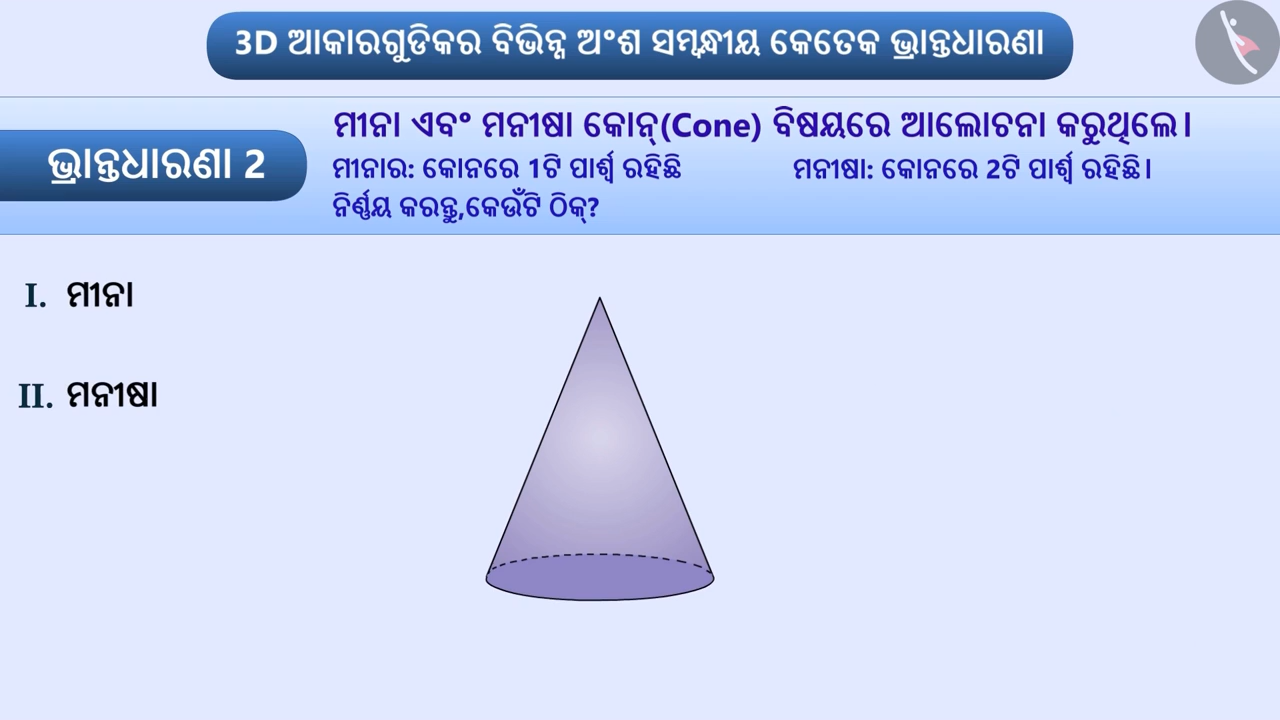 3D ଆକାରଗୁଡିକର ବିଭିନ୍ନ ଅଂଶ ସମ୍ବନ୍ଧୀୟ କେତେକ ଭ୍ରାନ୍ତଧାରଣା
ଭ୍ରାନ୍ତଧାରଣା 2
ମୀନା ଏବଂ ମନୀଷା କୋନ୍(Cone) ବିଷୟରେ ଆଲୋଚନା କରୁଥିଲେ।
ମୀନାର: କୋନରେ 1ଟି ପାର୍ଶ୍ଵ ରହିଛି ମନୀଷା: କୋନରେ 2ଟି ପାର୍ଶ୍ଵ ରହିଛି।
ନିର୍ଣ୍ଣୟ କରନ୍ତୁ,କେଉଁଟି ଠିକ୍?
I. ମୀନା
II. ମନୀଷା